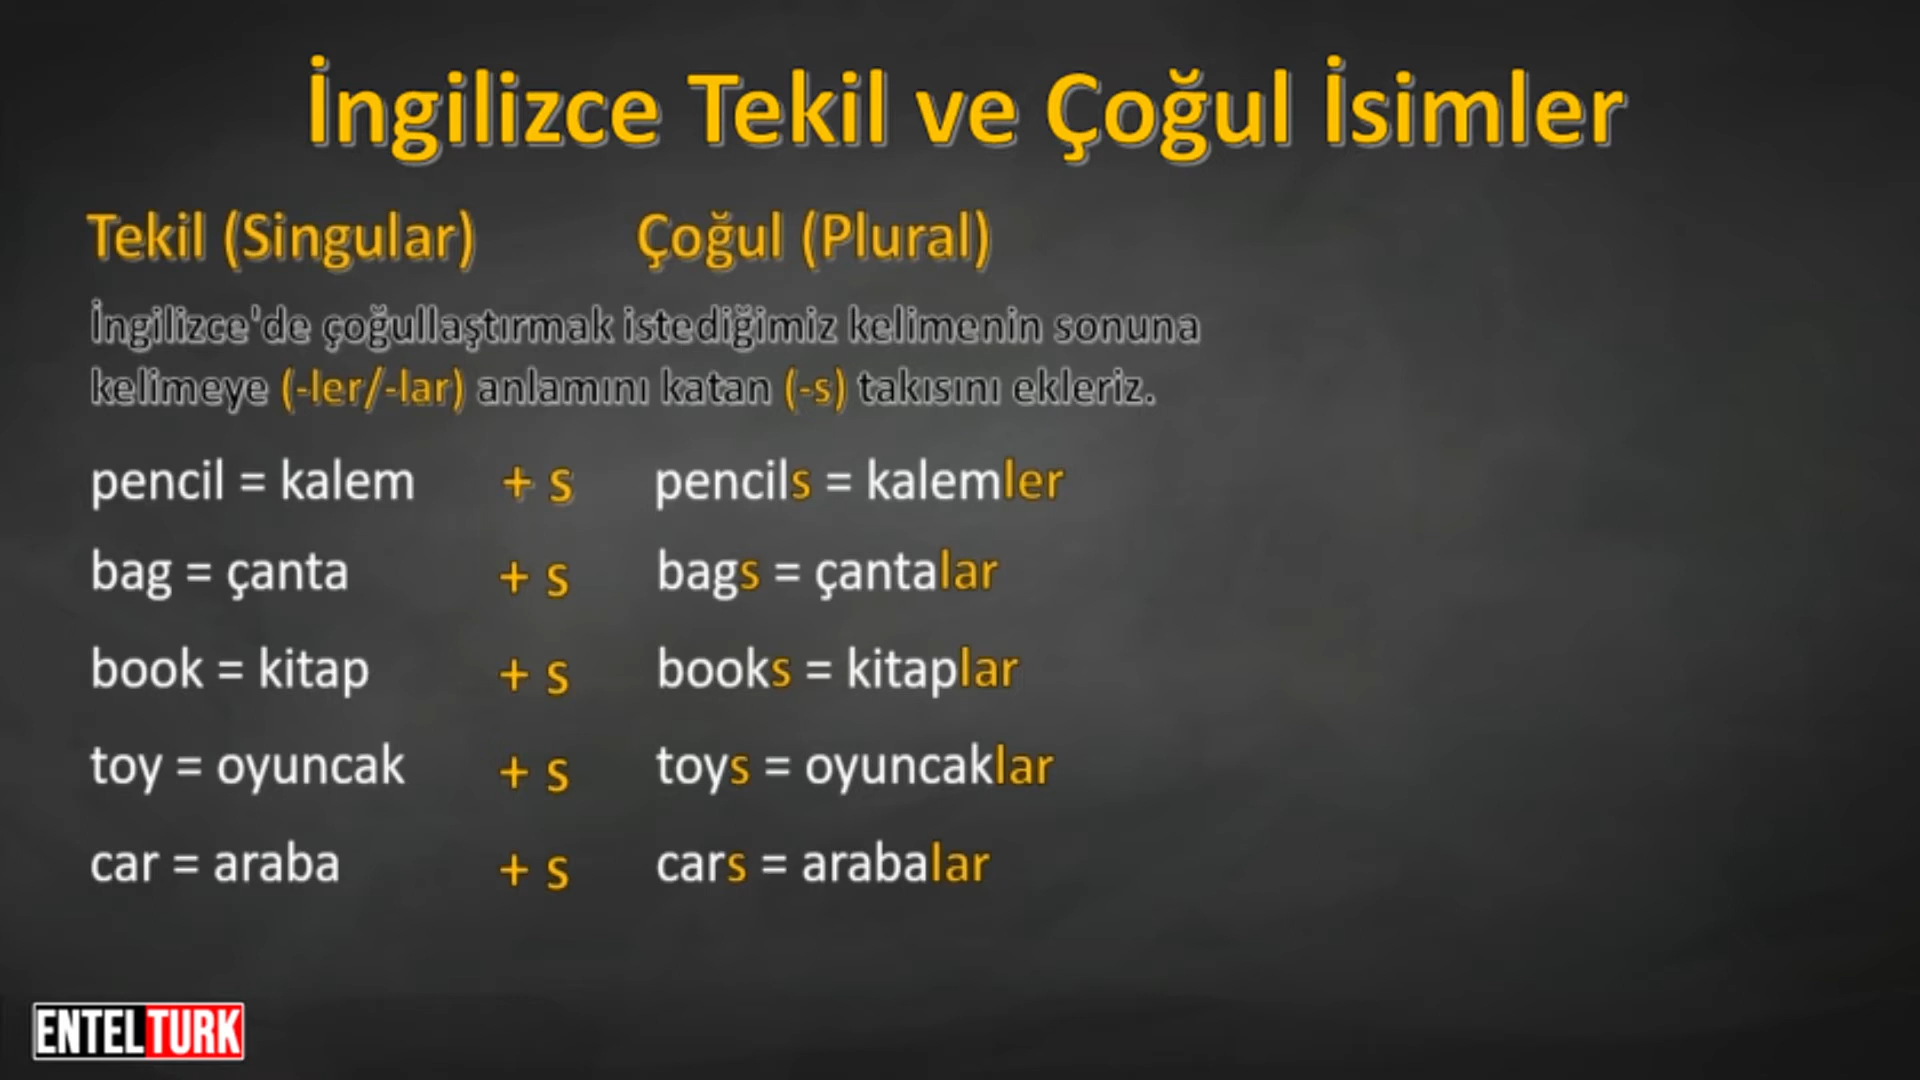 İngilizce Tekil ve Çoğul İsimler
Tekil (Singular) Çoğul (Plural)
İngilizce'de çoğullaştırmak istediğimiz kelimenin sonuna
kelimeye (-ler/-lar) anlamını katan (-s) takısını ekleriz.
pencil = kalem + s pencils = kalemler
bag = çanta + s bags = çantalar
book = kitap + s books = kitaplar
toy = oyuncak + s toys = oyuncaklar
car = araba + s cars = arabalar
ENTELTURK